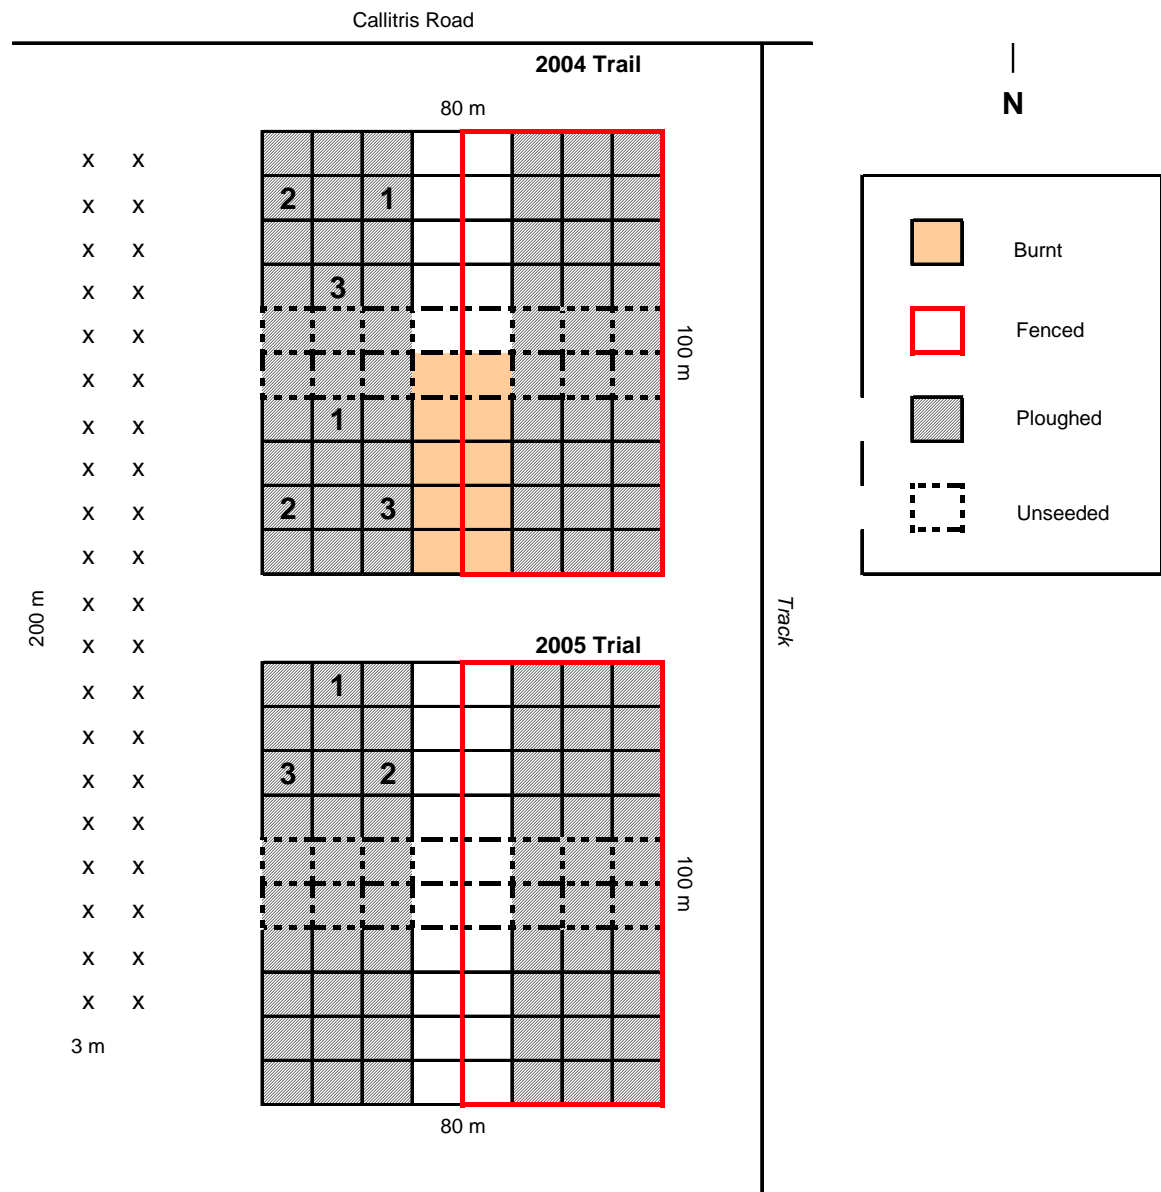 Callitris Road
2004 Trail
80 m
N
x x
x x
2 1
x x
x x
3
x x
x x
x x
1
x x
x x
2 3
x x
100 m
Burnt
Fenced
Ploughed
Unseeded
200 m
x x
x x
Track
2005 Trial
x x
1
x x
x x
3 2
x x
x x
x x
x x
x x
100 m
3 m
80 m